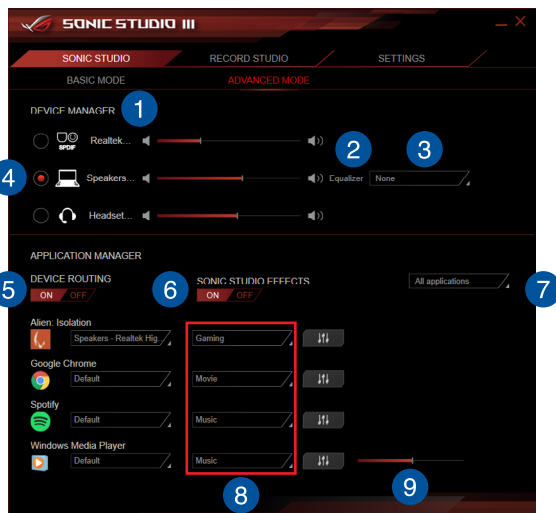 SONIC STUDIO III
SONIC STUDIO RECORD STUDIO SETTINGS
BASIC MODE ADVANCED MODE
DEVICE MANAGER 1
SPDIF Realtek... 2 3
4 Speakers... Equalizer None
Headset...
APPLICATION MANAGER
DEVICE ROUTING SONIC STUDIO EFFECTS All applications
5 ON OFF 6 ON OFF 7
Alien: Isolation
Speakers - Realtek Hig Gaming
Google Chrome
Default Movie
Spotify
Default Music
Windows Media Player
Default Music
8 9